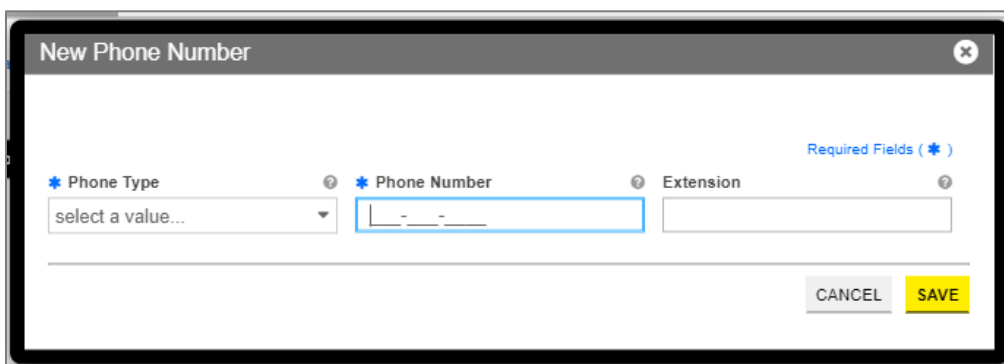 New Phone Number
Required Fields ( * )
* Phone Type
* Phone Number
Extension
select a value...
___-___-____
CANCEL
SAVE